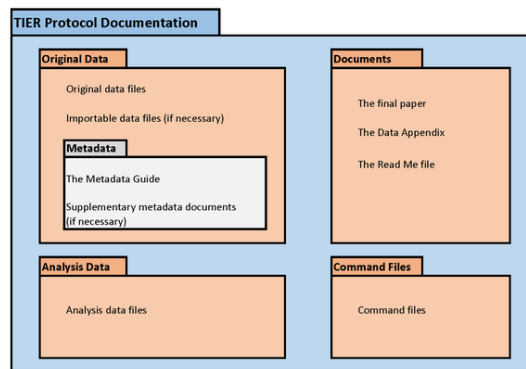 TIER Protocol Documentation
Original Data
Original data files
Importable data files (if necessary)
Metadata
The Metadata Guide
Supplementary metadata documents
(if necessary)
Documents
The final paper
The Data Appendix
The Read Me file
Analysis Data
Analysis data files
Command Files
Command files